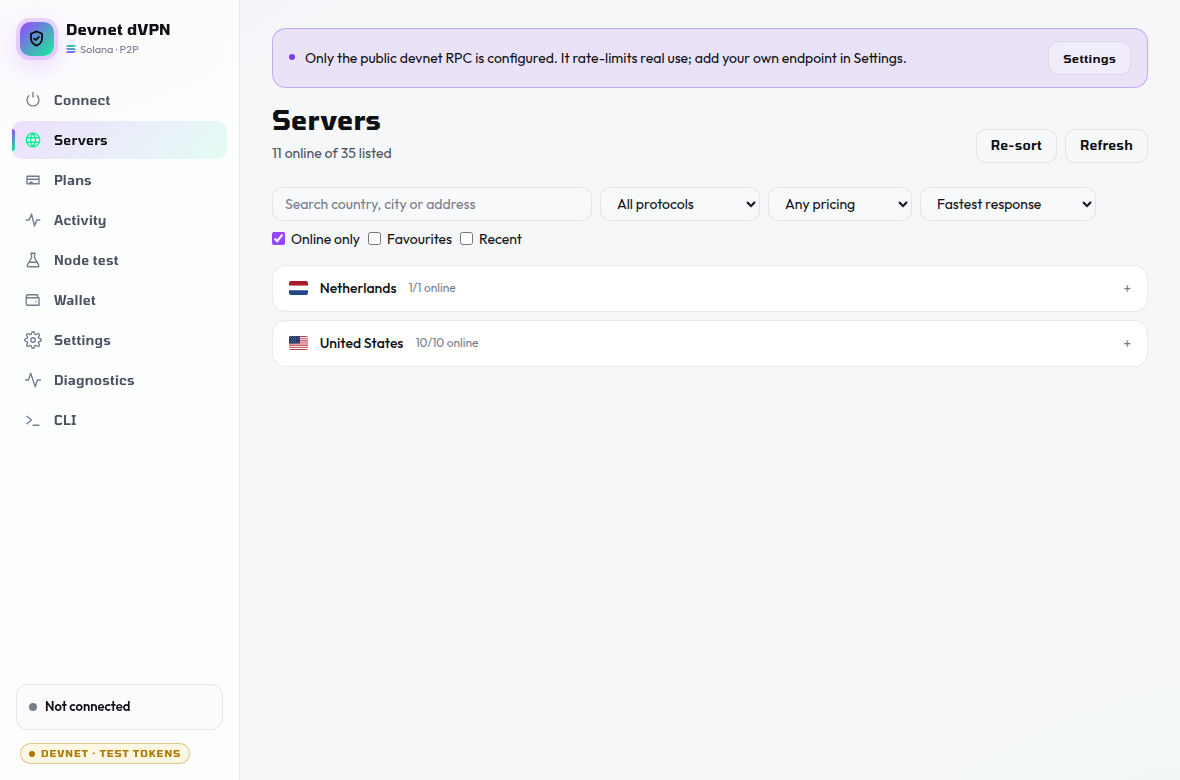 Devnet dVPN
Solana · P2P
Connect
Servers
Plans
Activity
Node test
Wallet
Settings
Diagnostics
CLI
Not connected
DEVNET · TEST TOKENS
Only the public devnet RPC is configured. It rate-limits real use; add your own endpoint in Settings.
Settings
Servers
11 online of 35 listed
Re-sort
Refresh
Search country, city or address
All protocols
Any pricing
Fastest response
Online only
Favourites
Recent
Netherlands 1/1 online +
United States 10/10 online +